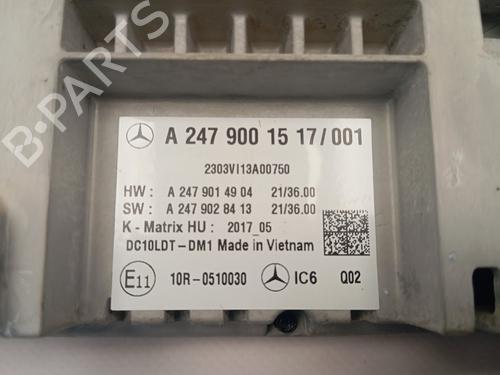 B-PARTS
A 247 900 15 17/001
2303VI13A00750
HW : A 247 901 49 04 21/36.00
SW : A 247 902 84 13 21/36.00
K - Matrix HU : 2017_05
DC10LDT-DM1 Made in Vietnam
E11 10R-0510030 IC6 Q02